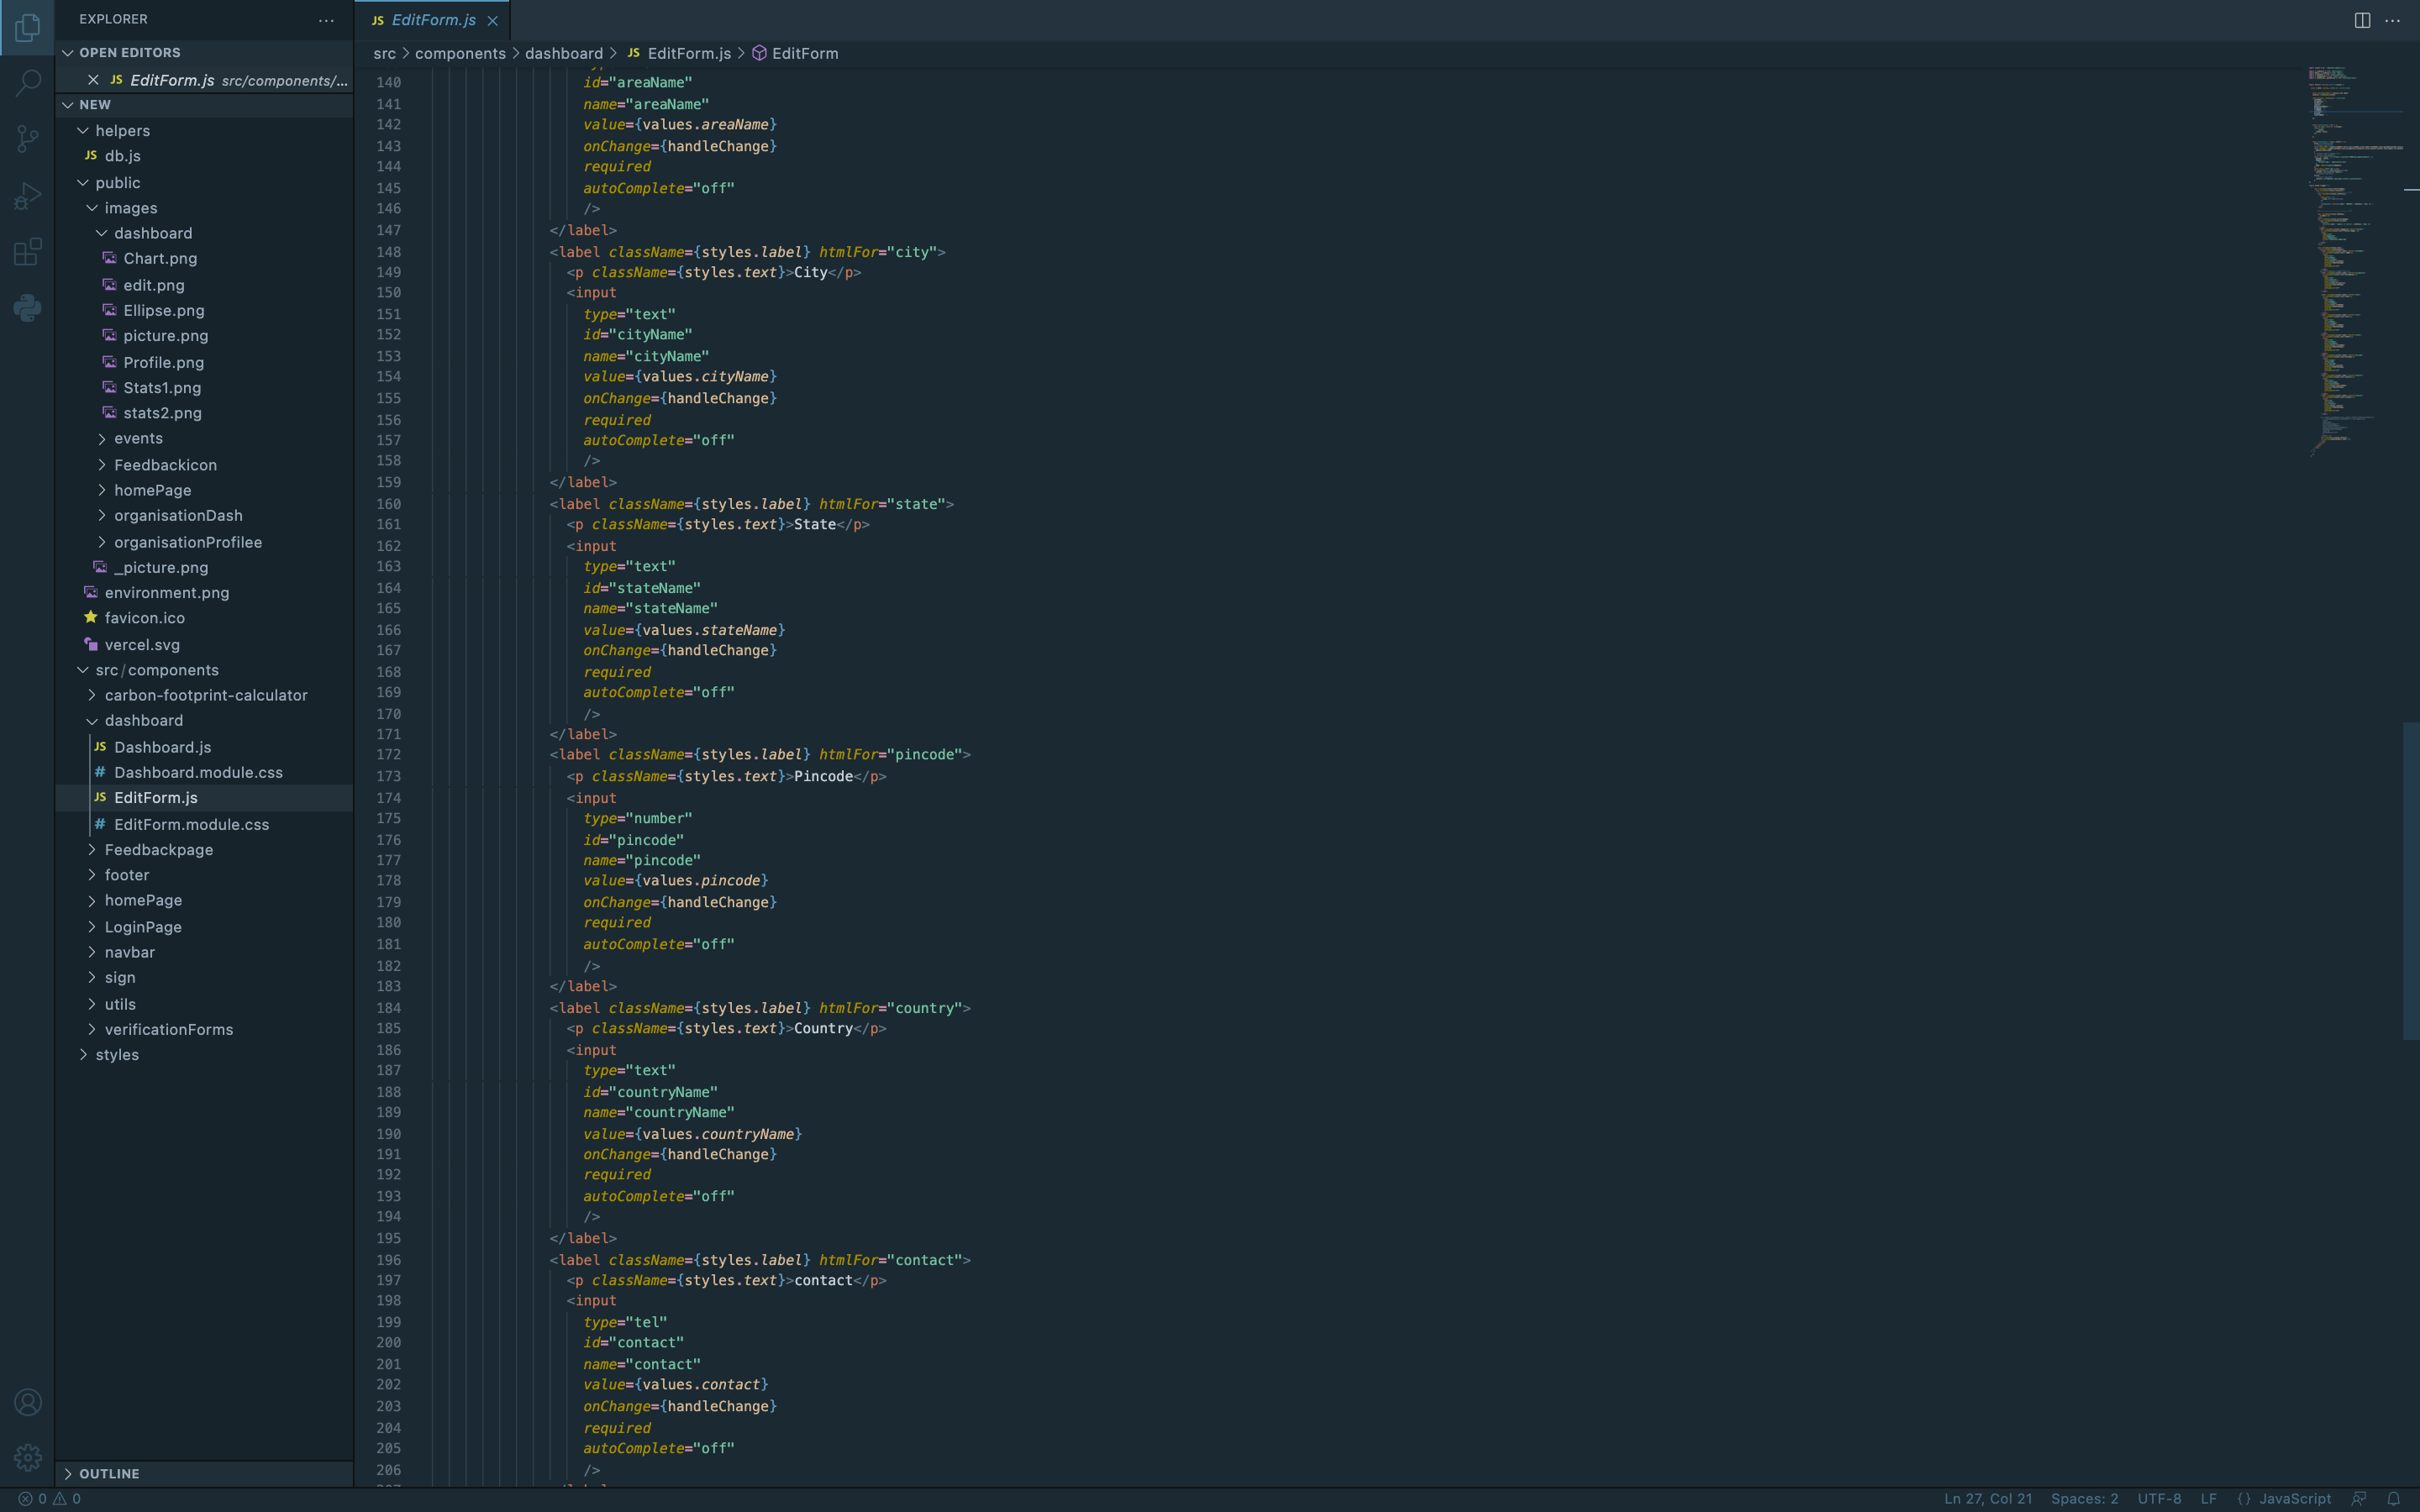 EXPLORER
OPEN EDITORS
JS EditForm.js src/components/...
NEW
helpers
JS db.js
public
images
dashboard
Chart.png
edit.png
Ellipse.png
picture.png
Profile.png
Stats1.png
stats2.png
events
Feedbackicon
homePage
organisationDash
organisationProfilee
_picture.png
environment.png
favicon.ico
vercel.svg
src/components
carbon-footprint-calculator
dashboard
JS Dashboard.js
# Dashboard.module.css
JS EditForm.js
# EditForm.module.css
Feedbackpage
footer
homePage
LoginPage
navbar
sign
utils
verificationForms
styles
OUTLINE
JS EditForm.js
src > components > dashboard > JS EditForm.js > EditForm
140 id="areaName"
141 name="areaName"
142 value={values.areaName}
143 onChange={handleChange}
144 required
145 autoComplete="off"
146 />
147 </label>
148 <label className={styles.label} htmlFor="city">
149 <p className={styles.text}>City</p>
150 <input
151 type="text"
152 id="cityName"
153 name="cityName"
154 value={values.cityName}
155 onChange={handleChange}
156 required
157 autoComplete="off"
158 />
159 </label>
160 <label className={styles.label} htmlFor="state">
161 <p className={styles.text}>State</p>
162 <input
163 type="text"
164 id="stateName"
165 name="stateName"
166 value={values.stateName}
167 onChange={handleChange}
168 required
169 autoComplete="off"
170 />
171 </label>
172 <label className={styles.label} htmlFor="pincode">
173 <p className={styles.text}>Pincode</p>
174 <input
175 type="number"
176 id="pincode"
177 name="pincode"
178 value={values.pincode}
179 onChange={handleChange}
180 required
181 autoComplete="off"
182 />
183 </label>
184 <label className={styles.label} htmlFor="country">
185 <p className={styles.text}>Country</p>
186 <input
187 type="text"
188 id="countryName"
189 name="countryName"
190 value={values.countryName}
191 onChange={handleChange}
192 required
193 autoComplete="off"
194 />
195 </label>
196 <label className={styles.label} htmlFor="contact">
197 <p className={styles.text}>contact</p>
198 <input
199 type="tel"
200 id="contact"
201 name="contact"
202 value={values.contact}
203 onChange={handleChange}
204 required
205 autoComplete="off"
206 />
0 0
Ln 27, Col 21 Spaces: 2 UTF-8 LF {} JavaScript